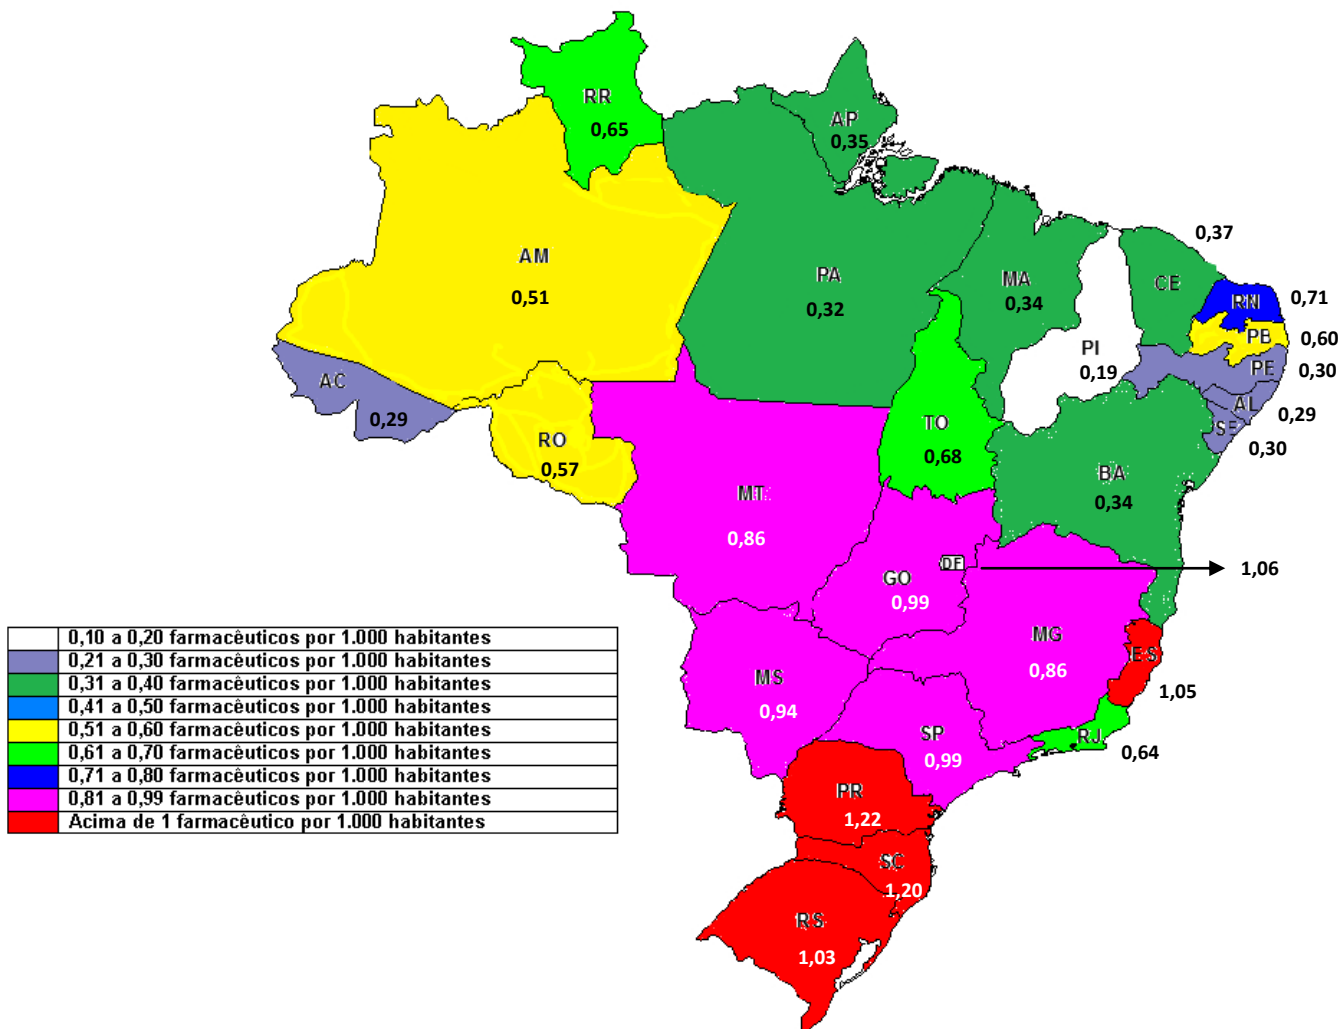 RR
0,65
AP
0,35
AM
0,51
PA
0,32
MA
0,34
CE
0,37
RN
0,71
PB
0,60
PI
0,19
PE
0,30
AL
0,29
SE
0,30
AC
0,29
RO
0,57
TO
0,68
BA
0,34
MT
0,86
GO
0,99
DF
1,06
MG
0,86
ES
1,05
MS
0,94
SP
0,99
RJ
0,64
PR
1,22
SC
1,20
RS
1,03
0,10 a 0,20 farmacêuticos por 1.000 habitantes
0,21 a 0,30 farmacêuticos por 1.000 habitantes
0,31 a 0,40 farmacêuticos por 1.000 habitantes
0,41 a 0,50 farmacêuticos por 1.000 habitantes
0,51 a 0,60 farmacêuticos por 1.000 habitantes
0,61 a 0,70 farmacêuticos por 1.000 habitantes
0,71 a 0,80 farmacêuticos por 1.000 habitantes
0,81 a 0,99 farmacêuticos por 1.000 habitantes
Acima de 1 farmacêutico por 1.000 habitantes